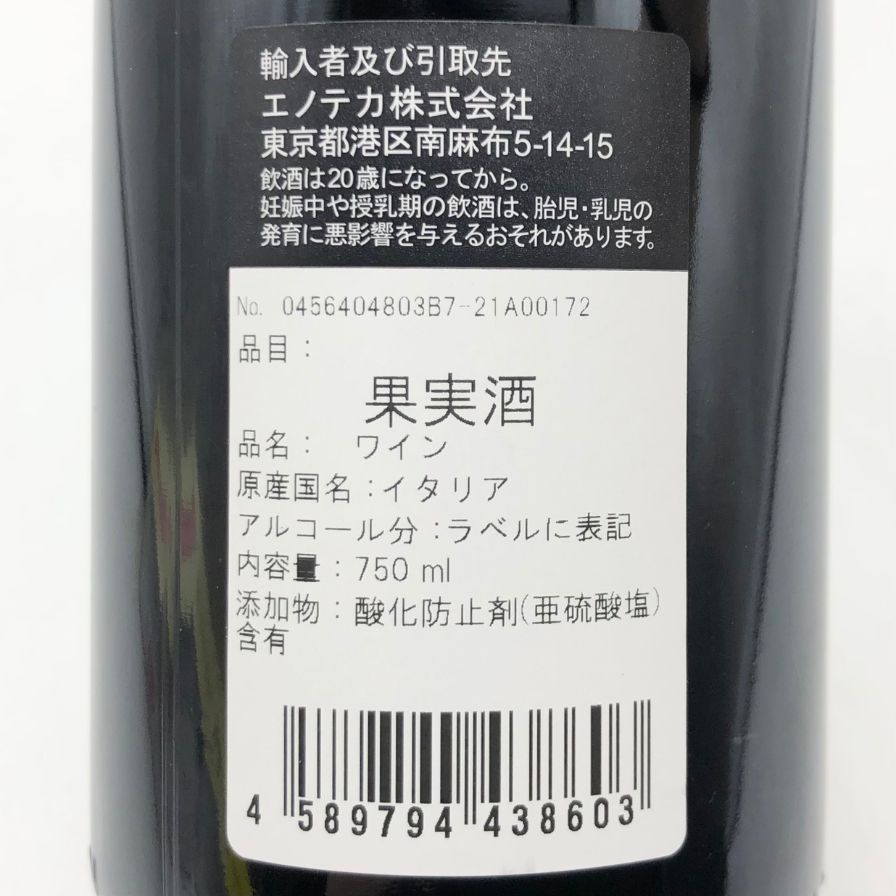 輸入者及び引取先
エノテカ株式会社
東京都港区南麻布5-14-15
飲酒は20歳になってから。
妊娠中や授乳期の飲酒は、胎児・乳児の
発育に悪影響を与えるおそれがあります。
No. 0456404803B7-21A00172
品目：
果実酒
品名： ワイン
原産国名：イタリア
アルコール分：ラベルに表記
内容量：750 ml
添加物：酸化防止剤(亜硫酸塩)
含有
4 589794 438603